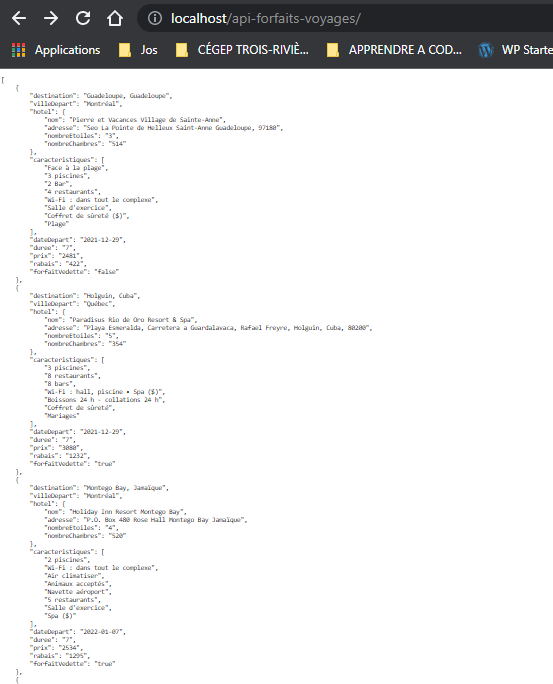 localhost/api-forfaits-voyages/
Applications Jos CÉGEP TROIS-RIVIÈ... APPRENDRE A COD... WP Starte
[
{
"destination": "Guadeloupe, Guadeloupe",
"villeDepart": "Montréal",
"hotel": {
"nom": "Pierre et Vacances Village de Sainte-Anne",
"adresse": "Seo La Pointe de Helleux Saint-Anne Guadeloupe, 97180",
"nombreEtoiles": "3",
"nombreChambres": "514"
},
"caracteristiques": [
"Face à la plage",
"3 piscines",
"2 Bar",
"4 restaurants",
"Wi-Fi : dans tout le complexe",
"Salle d'exercice",
"Coffret de sûreté ($)",
"Plage"
],
"dateDepart": "2021-12-29",
"duree": "7",
"prix": "2481",
"rabais": "422",
"forfaitVedette": "false"
},
{
"destination": "Holguin, Cuba",
"villeDepart": "Québec",
"hotel": {
"nom": "Paradisus Rio de Oro Resort & Spa",
"adresse": "Playa Esmeralda, Carretera a Guardalavaca, Rafael Freyre, Holguin, Cuba, 80200",
"nombreEtoiles": "5",
"nombreChambres": "354"
},
"caracteristiques": [
"3 piscines",
"8 restaurants",
"8 bars",
"Wi-Fi : hall, piscine • Spa ($)",
"Boissons 24 h - collations 24 h",
"Coffret de sûreté",
"Mariages"
],
"dateDepart": "2021-12-29",
"duree": "7",
"prix": "3080",
"rabais": "1232",
"forfaitVedette": "true"
},
{
"destination": "Montego Bay, Jamaïque",
"villeDepart": "Montréal",
"hotel": {
"nom": "Holiday Inn Resort Montego Bay",
"adresse": "P.O. Box 480 Rose Hall Montego Bay Jamaïque",
"nombreEtoiles": "4",
"nombreChambres": "520"
},
"caracteristiques": [
"2 piscines",
"Wi-Fi : dans tout le complexe",
"Air climatiser",
"Animaux acceptés",
"Navette aéroport",
"5 restaurants",
"Salle d'exercice",
"Spa ($)"
],
"dateDepart": "2022-01-07",
"duree": "7",
"prix": "2534",
"rabais": "1295",
"forfaitVedette": "true"
},
{